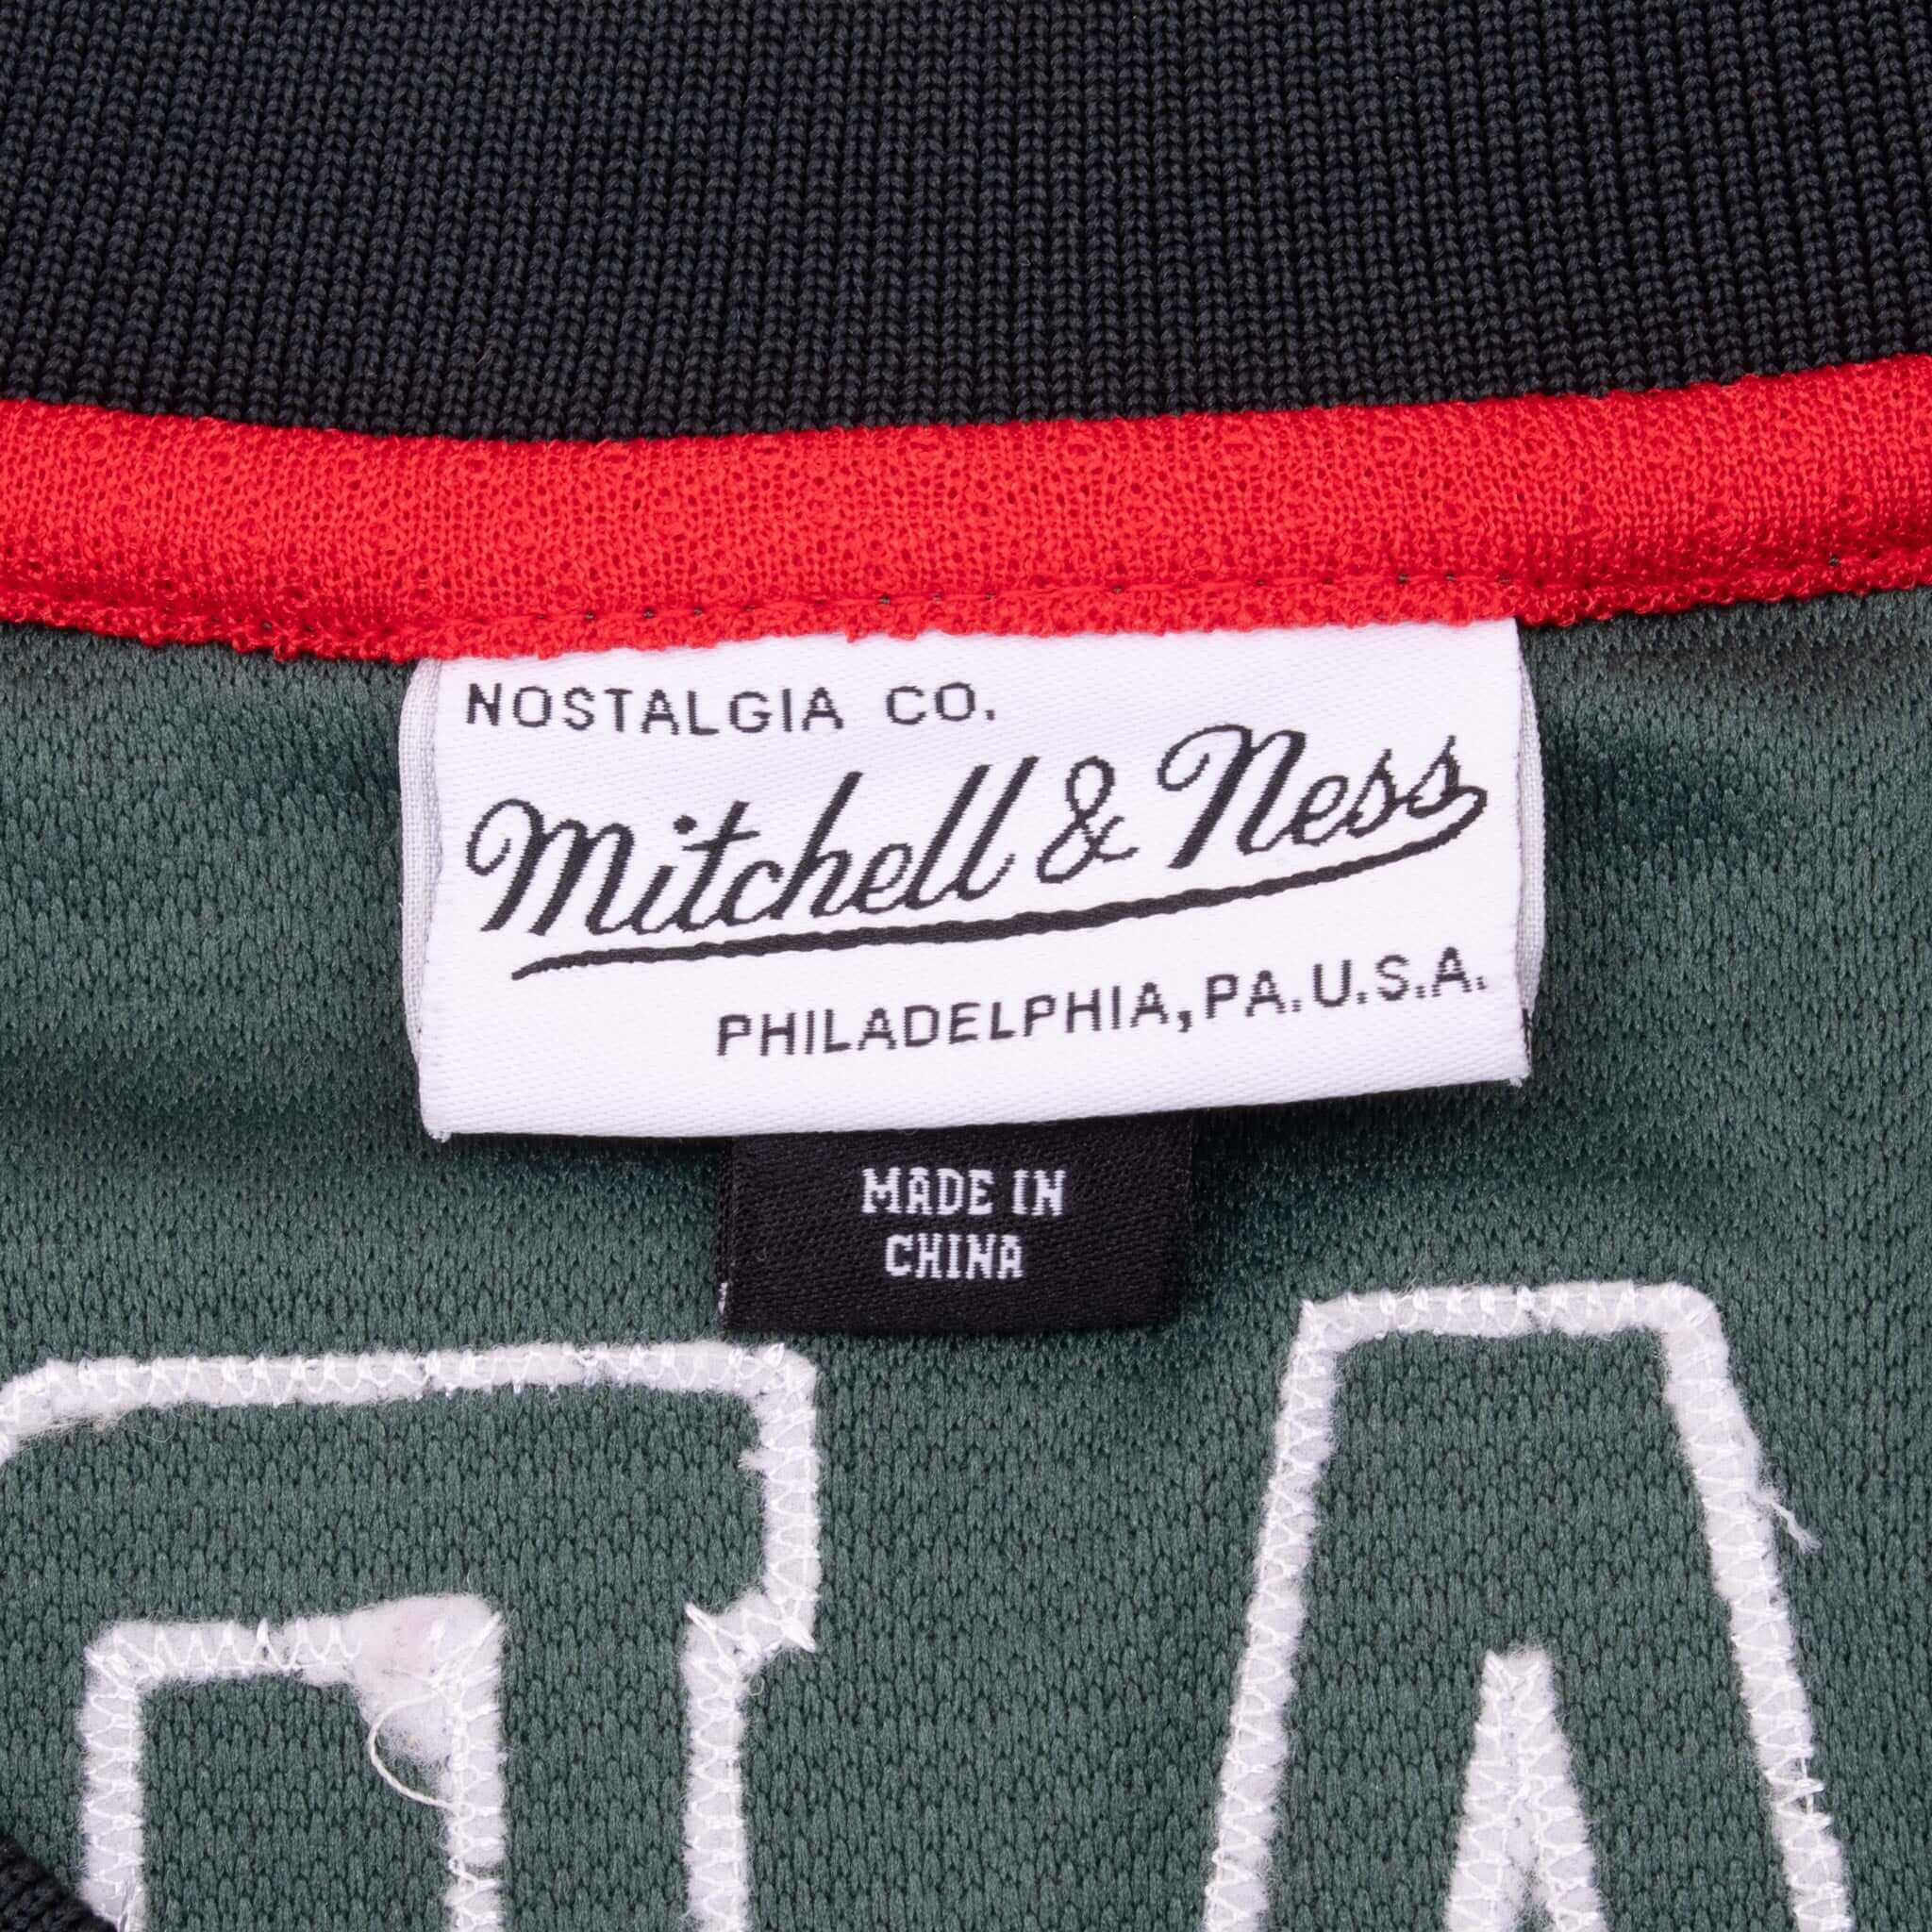 NOSTALGIA CO.
Mitchell & Ness
PHILADELPHIA, PA. U.S.A.
MADE IN
CHINA